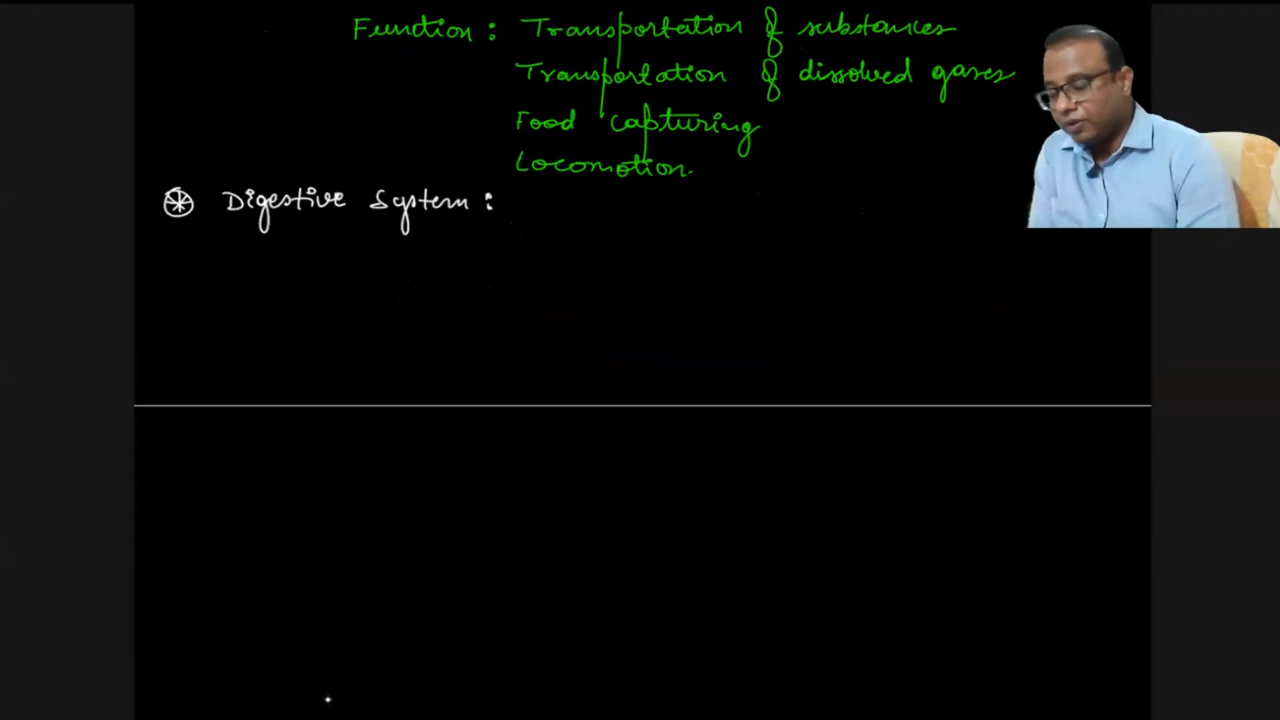 Function : Transportation of substances
Transportation of dissolved gases
Food capturing
Locomotion.
Digestive System :